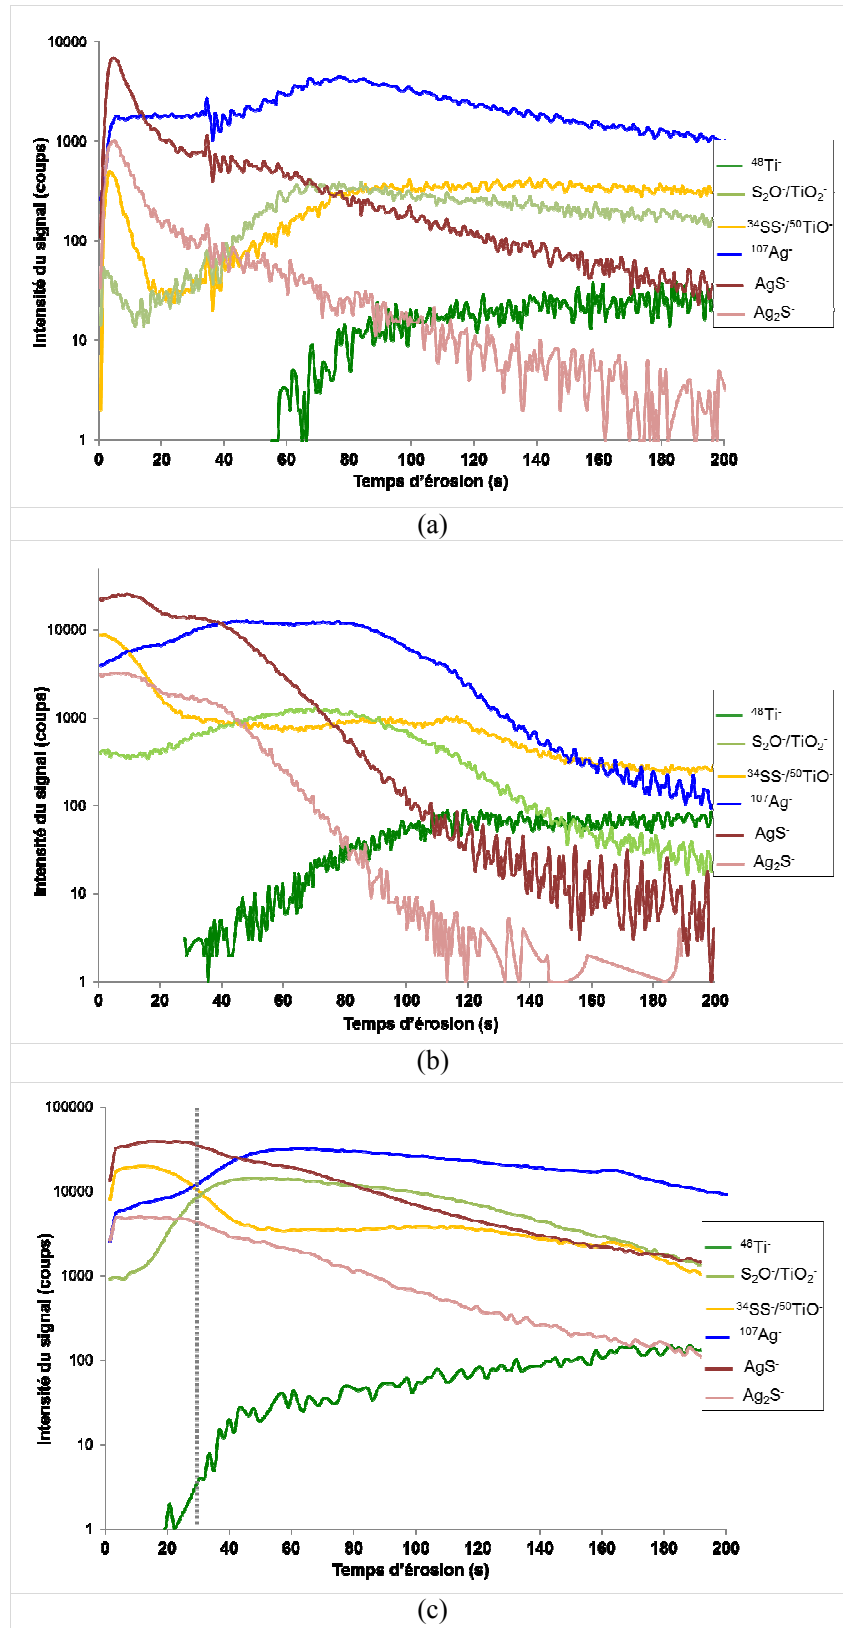 10000
1000
100
10
1
Intensité du signal (coups)
0 20 40 60 80 100 120 140 160 180 200
Temps d'érosion (s)
⁴⁸Ti⁻
S₂O⁻/TiO₂⁻
³⁴SS⁻/⁵⁰TiO⁻
¹⁰⁷Ag⁻
AgS⁻
Ag₂S⁻
(a)
10000
1000
100
10
1
Intensité du signal (coups)
0 20 40 60 80 100 120 140 160 180 200
Temps d'érosion (s)
⁴⁸Ti⁻
S₂O⁻/TiO₂⁻
³⁴SS⁻/⁵⁰TiO⁻
¹⁰⁷Ag⁻
AgS⁻
Ag₂S⁻
(b)
100000
10000
1000
100
10
1
Intensité du signal (coups)
0 20 40 60 80 100 120 140 160 180 200
Temps d'érosion (s)
⁴⁸Ti⁻
S₂O⁻/TiO₂⁻
³⁴SS⁻/⁵⁰TiO⁻
¹⁰⁷Ag⁻
AgS⁻
Ag₂S⁻
(c)